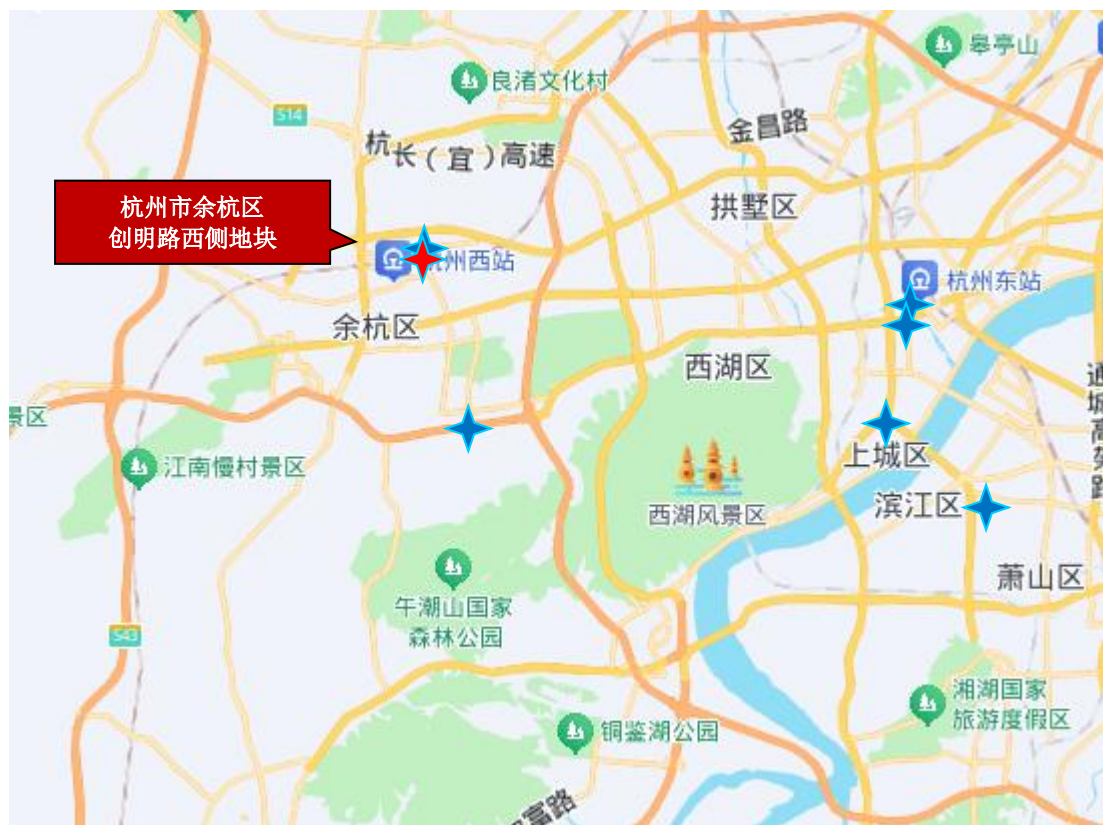 皋亭山
良渚文化村
S14
金昌路
杭长（宜）高速
杭州市余杭区
创明路西侧地块
拱墅区
杭州西站
杭州东站
余杭区
西湖区
通城高架路
景区
江南慢村景区
上城区
西湖风景区
滨江区
萧山区
午潮山国家
森林公园
S43
湘湖国家
旅游度假区
铜鉴湖公园
富路